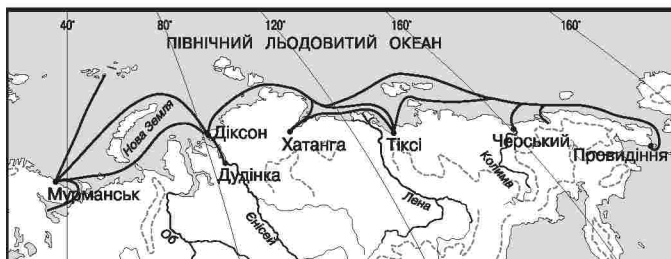 40°
80°
120°
160°
160°
ПІВНІЧНИЙ ЛЬОДОВИТИЙ ОКЕАН
Нова Земля
Діксон
Хатанга
Тіксі
Черський
Провидіння
Дудінка
Мурманськ
Колима
Лена
Єнісей
Об